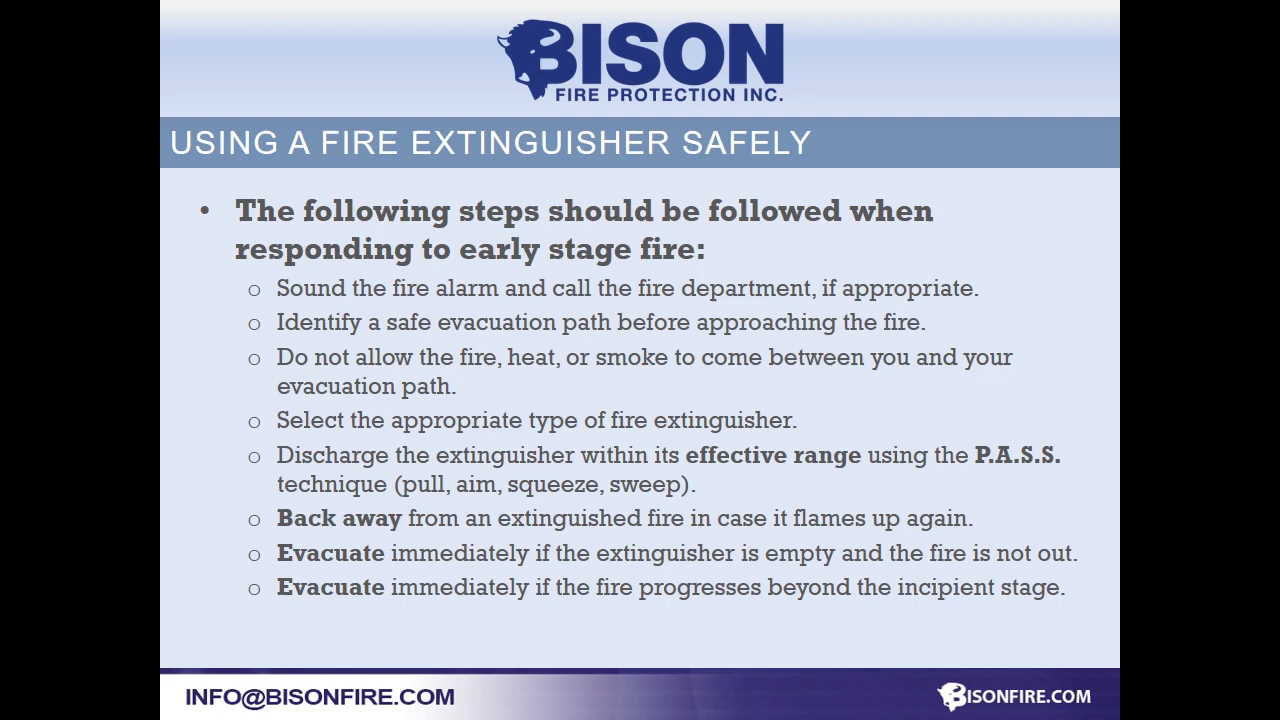 BISON
FIRE PROTECTION INC.
USING A FIRE EXTINGUISHER SAFELY
• The following steps should be followed when
responding to early stage fire:
o Sound the fire alarm and call the fire department, if appropriate.
o Identify a safe evacuation path before approaching the fire.
o Do not allow the fire, heat, or smoke to come between you and your
evacuation path.
o Select the appropriate type of fire extinguisher.
o Discharge the extinguisher within its effective range using the P.A.S.S.
technique (pull, aim, squeeze, sweep).
o Back away from an extinguished fire in case it flames up again.
o Evacuate immediately if the extinguisher is empty and the fire is not out.
o Evacuate immediately if the fire progresses beyond the incipient stage.
INFO@BISONFIRE.COM
BISONFIRE.COM